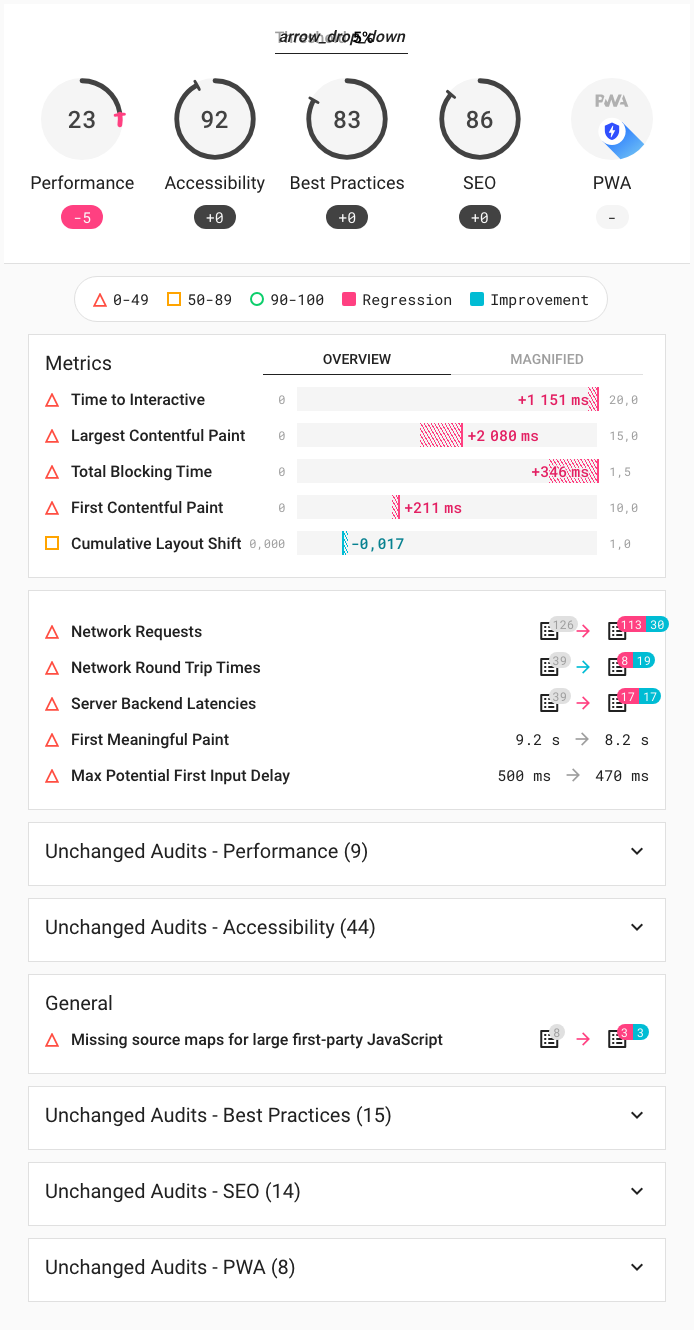 Threshold 5%
arrow_drop_down
23 92 83 86 PWA
Performance Accessibility Best Practices SEO PWA
-5 +0 +0 +0 -
0-49 50-89 90-100 Regression Improvement
Metrics OVERVIEW MAGNIFIED
Time to Interactive 0 +1 151 ms 20,0
Largest Contentful Paint 0 +2 080 ms 15,0
Total Blocking Time 0 +346 ms 1,5
First Contentful Paint 0 +211 ms 10,0
Cumulative Layout Shift 0,000 -0,017 1,0
Network Requests 126 113 30
Network Round Trip Times 39 8 19
Server Backend Latencies 39 17 17
First Meaningful Paint 9.2 s 8.2 s
Max Potential First Input Delay 500 ms 470 ms
Unchanged Audits - Performance (9)
Unchanged Audits - Accessibility (44)
General
Missing source maps for large first-party JavaScript 8 3 3
Unchanged Audits - Best Practices (15)
Unchanged Audits - SEO (14)
Unchanged Audits - PWA (8)